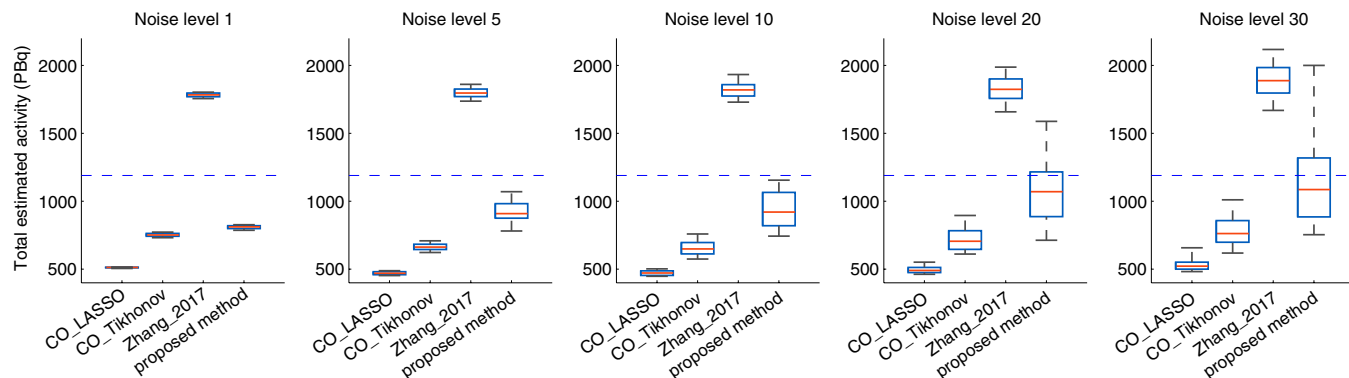 Noise level 1
Noise level 5
Noise level 10
Noise level 20
Noise level 30
Total estimated activity (PBq)
2000
1500
1000
500
CO_LASSO
CO_Tikhonov
Zhang_2017
proposed method
2000
1500
1000
500
CO_LASSO
CO_Tikhonov
Zhang_2017
proposed method
2000
1500
1000
500
CO_LASSO
CO_Tikhonov
Zhang_2017
proposed method
2000
1500
1000
500
CO_LASSO
CO_Tikhonov
Zhang_2017
proposed method
2000
1500
1000
500
CO_LASSO
CO_Tikhonov
Zhang_2017
proposed method